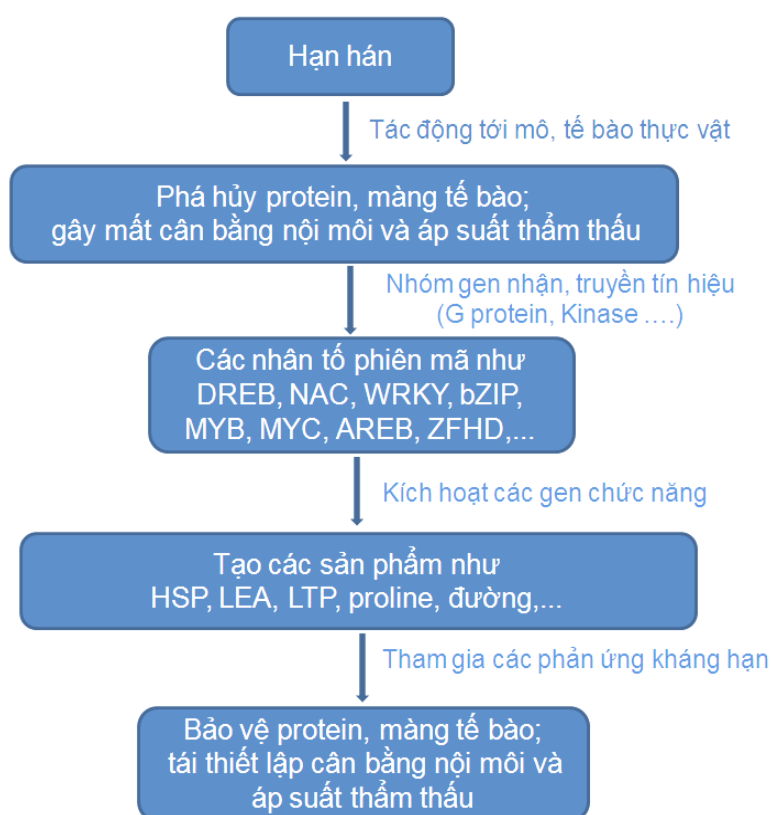 Hạn hán
Tác động tới mô, tế bào thực vật
Phá hủy protein, màng tế bào;
gây mất cân bằng nội môi và áp suất thẩm thấu
Nhóm gen nhận, truyền tín hiệu
(G protein, Kinase ....)
Các nhân tố phiên mã như
DREB, NAC, WRKY, bZIP,
MYB, MYC, AREB, ZFHD,...
Kích hoạt các gen chức năng
Tạo các sản phẩm như
HSP, LEA, LTP, proline, đường,...
Tham gia các phản ứng kháng hạn
Bảo vệ protein, màng tế bào;
tái thiết lập cân bằng nội môi và
áp suất thẩm thấu